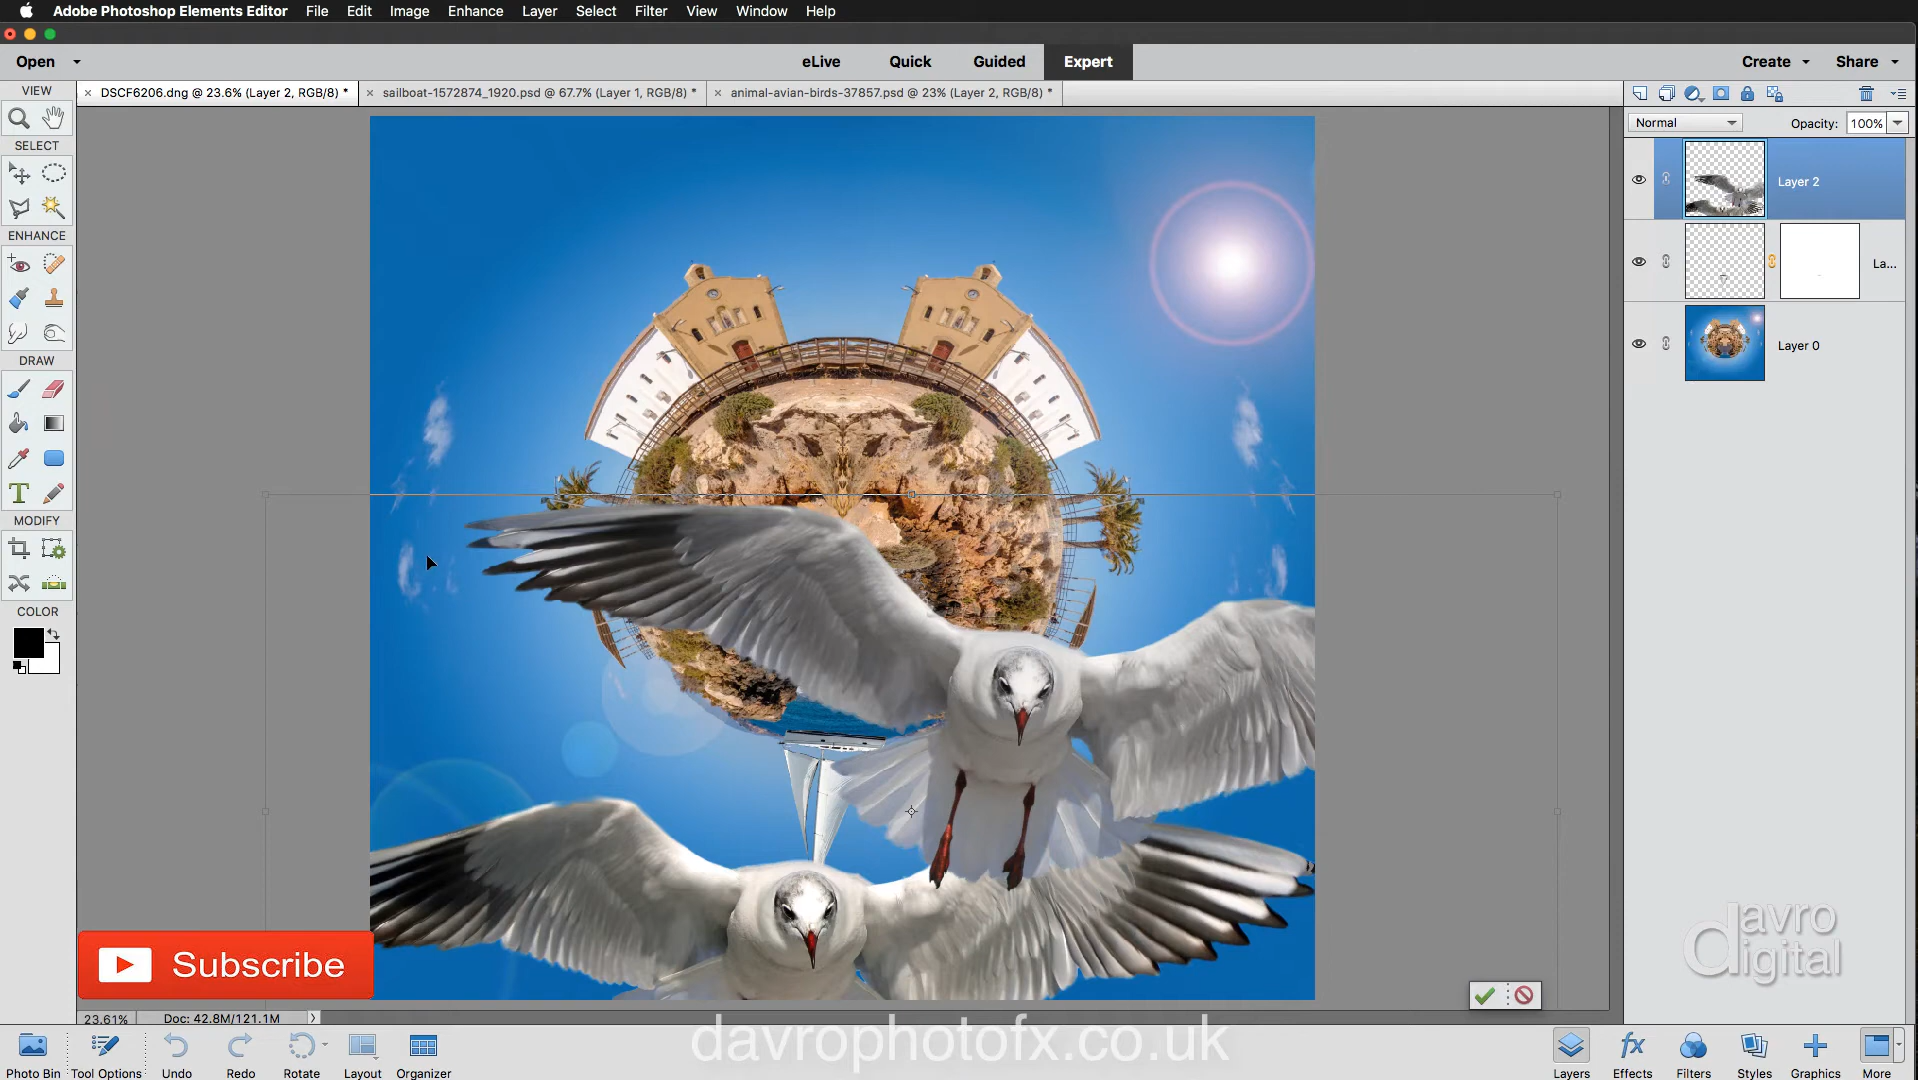 Adobe Photoshop Elements Editor File Edit Image Enhance Layer Select Filter View Window Help
Open eLive Quick Guided Expert Create Share
VIEW
DSCF6206.dng @ 23.6% (Layer 2, RGB/8) *
sailboat-1572874_1920.psd @ 67.7% (Layer 1, RGB/8) *
animal-avian-birds-37857.psd @ 23% (Layer 2, RGB/8) *
Normal Opacity: 100%
SELECT
Layer 2
ENHANCE
La...
Layer 0
DRAW
T
MODIFY
COLOR
Subscribe
davro
digital
23.61% Doc: 42.8M/121.1M
davrophotofx.co.uk
fx
Photo Bin Tool Options Undo Redo Rotate Layout Organizer Layers Effects Filters Styles Graphics More